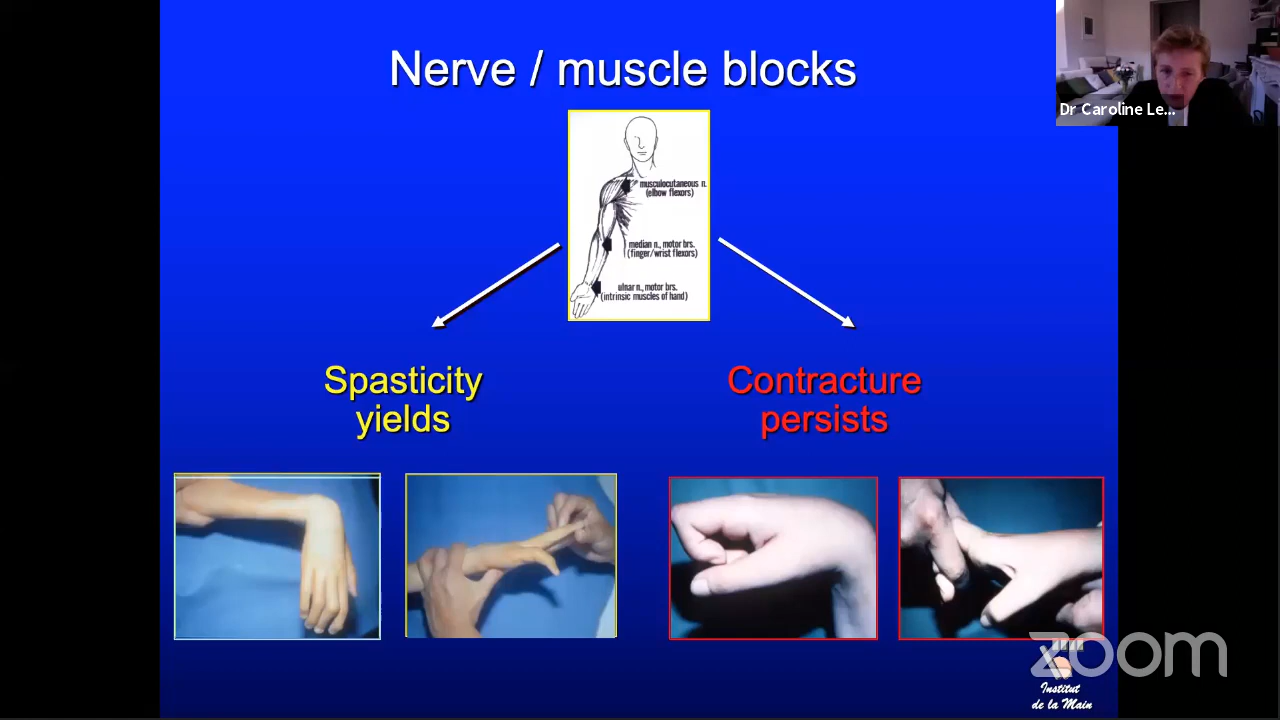 Nerve / muscle blocks
Dr Caroline Le...
musculocutaneous n.
(elbow flexors)
median n., motor brs.
(finger/wrist flexors)
ulnar n., motor brs.
(intrinsic muscles of hand)
Spasticity
yields
Contracture
persists
zoom
Institut
de la Main